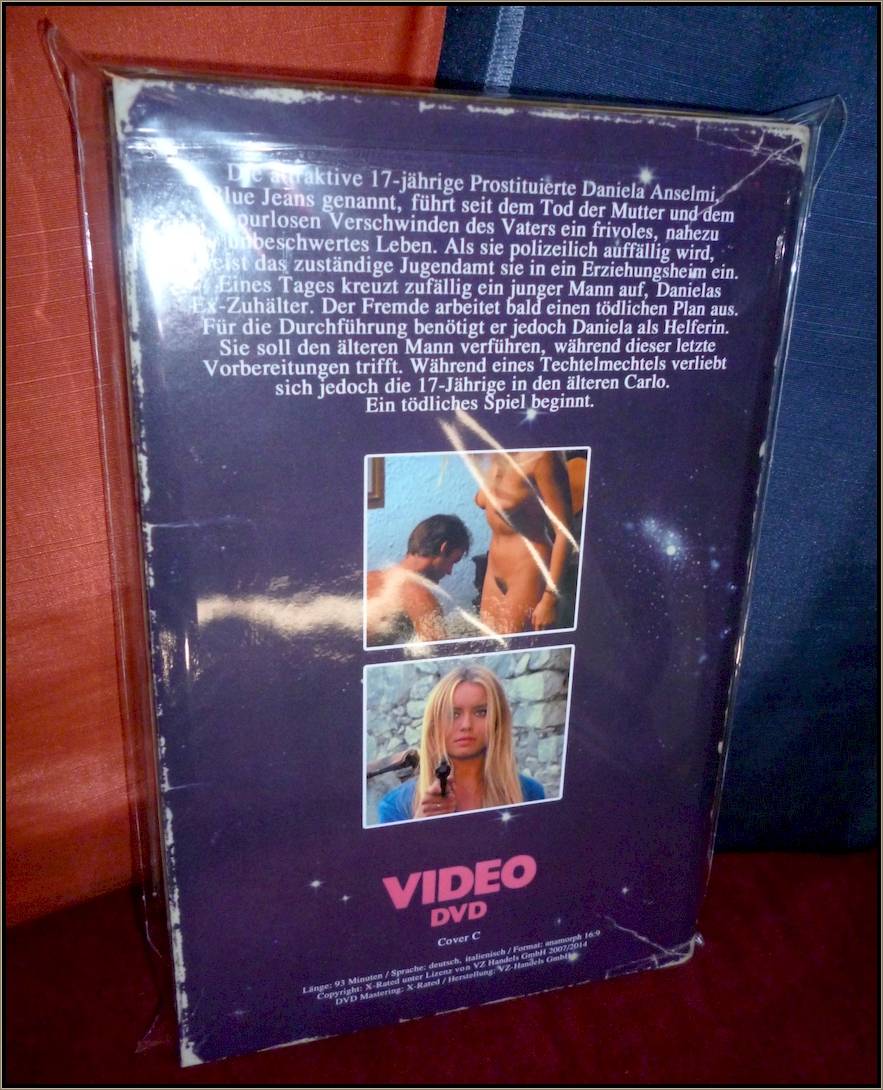 Die attraktive 17-jährige Prostituierte Daniela Anselmi,
Blue Jeans genannt, führt seit dem Tod der Mutter und dem
spurlosen Verschwinden des Vaters ein frivoles, nahezu
unbeschwertes Leben. Als sie polizeilich auffällig wird,
weist das zuständige Jugendamt sie in ein Erziehungsheim ein.
Eines Tages kreuzt zufällig ein junger Mann auf, Danielas
Ex-Zuhälter. Der Fremde arbeitet bald einen tödlichen Plan aus.
Für die Durchführung benötigt er jedoch Daniela als Helferin.
Sie soll den älteren Mann verführen, während dieser letzte
Vorbereitungen trifft. Während eines Techtelmechtels verliebt
sich jedoch die 17-Jährige in den älteren Carlo.
Ein tödliches Spiel beginnt.
VIDEO
DVD
Cover C
Länge: 93 Minuten / Sprache: deutsch, italienisch / Format: anamorph 16:9
Copyright: X-Rated unter Lizenz von VZ Handels GmbH 2007/2014
DVD Mastering: X-Rated / Herstellung: VZ-Handels GmbH